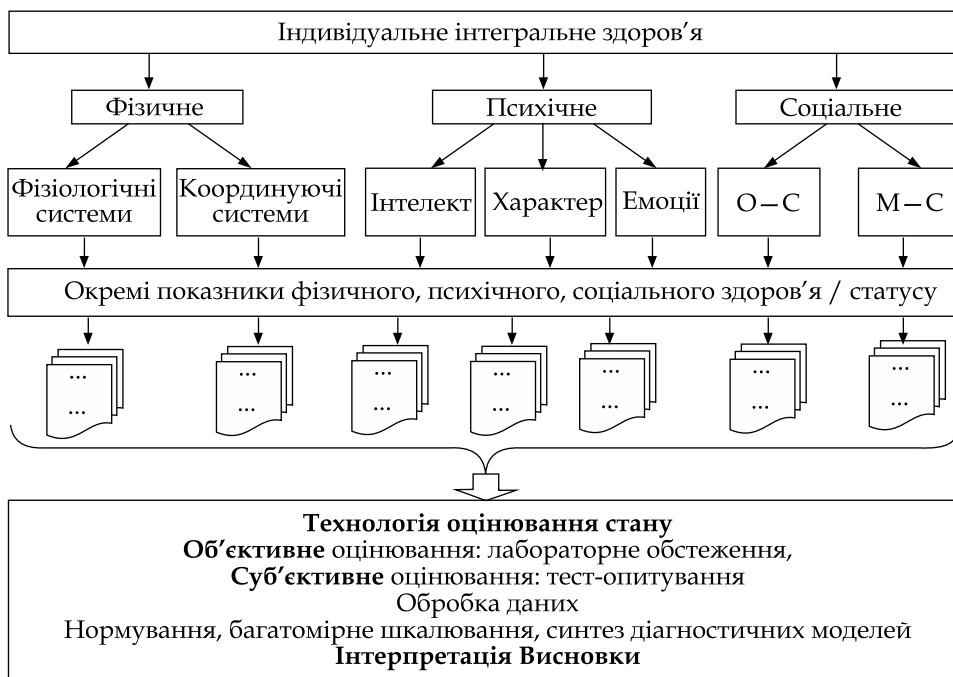 Індивідуальне інтегральне здоров’я
Фізичне
Психічне
Соціальне
Фізіологічні
системи
Координуючі
системи
Інтелект
Характер
Емоції
О – С
М – С
Окремі показники фізичного, психічного, соціального здоров’я / статусу
... ... ... ... ... ... ...
... ... ... ... ... ... ...
Технологія оцінювання стану
Об’єктивне оцінювання: лабораторне обстеження,
Суб’єктивне оцінювання: тест-опитування
Обробка даних
Нормування, багатомірне шкалювання, синтез діагностичних моделей
Інтерпретація Висновки